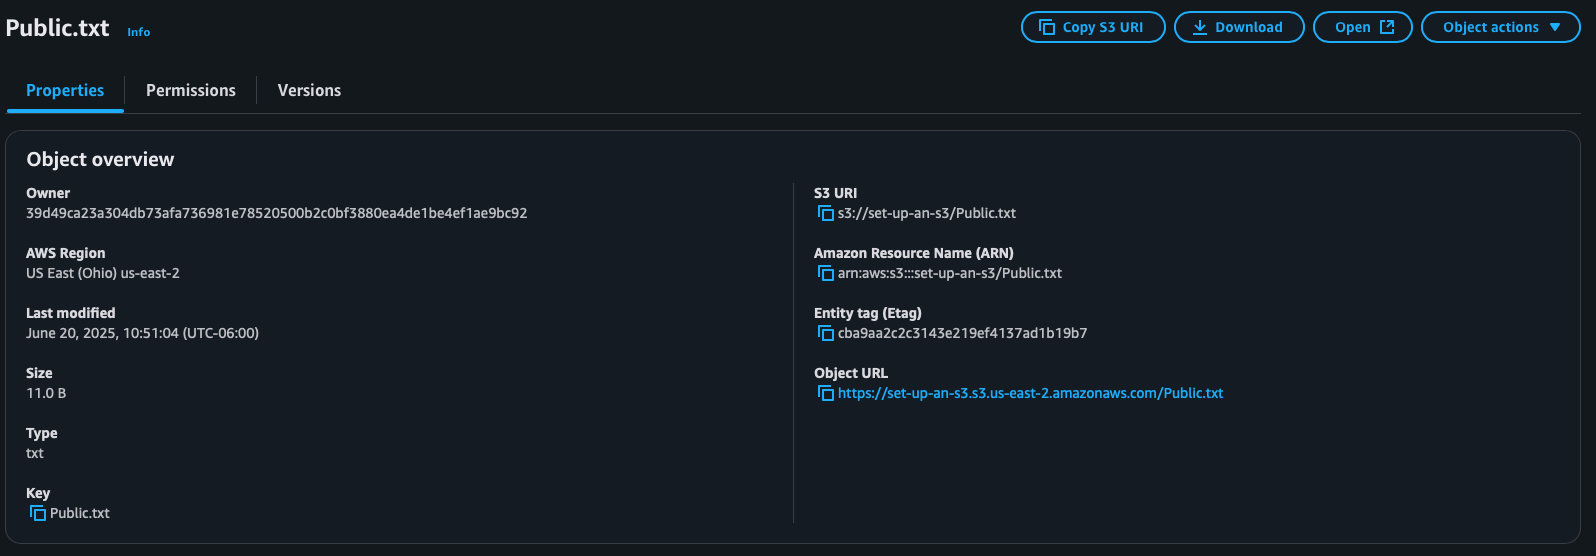 Public.txt Info
Copy S3 URI
Download
Open
Object actions
Properties
Permissions
Versions
Object overview
Owner
39d49ca23a304db73afa736981e78520500b2c0bf3880ea4de1be4ef1ae9bc92
AWS Region
US East (Ohio) us-east-2
Last modified
June 20, 2025, 10:51:04 (UTC-06:00)
Size
11.0 B
Type
txt
Key
Public.txt
S3 URI
s3://set-up-an-s3/Public.txt
Amazon Resource Name (ARN)
arn:aws:s3:::set-up-an-s3/Public.txt
Entity tag (Etag)
cba9aa2c2c3143e219ef4137ad1b19b7
Object URL
https://set-up-an-s3.s3.us-east-2.amazonaws.com/Public.txt